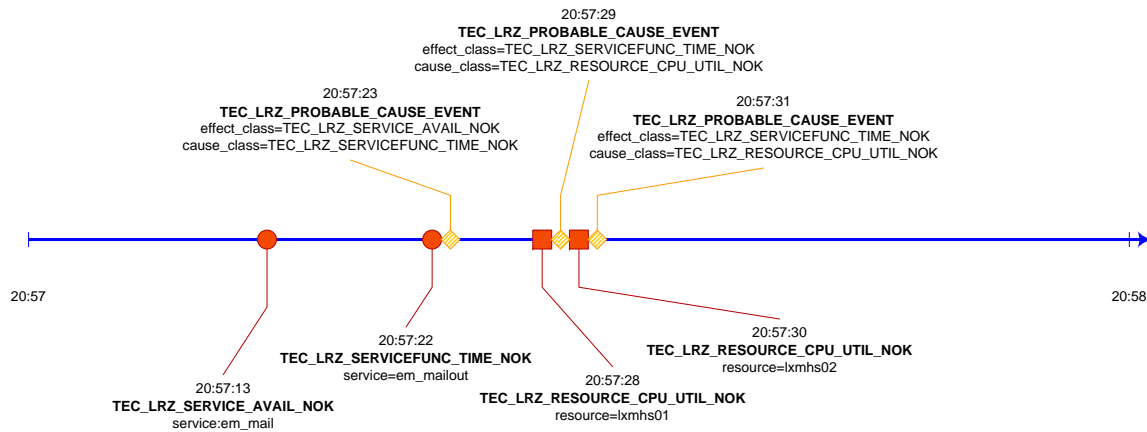 20:57:29
TEC_LRZ_PROBABLE_CAUSE_EVENT
effect_class=TEC_LRZ_SERVICEFUNC_TIME_NOK
cause_class=TEC_LRZ_RESOURCE_CPU_UTIL_NOK
20:57:23
TEC_LRZ_PROBABLE_CAUSE_EVENT
effect_class=TEC_LRZ_SERVICE_AVAIL_NOK
cause_class=TEC_LRZ_SERVICEFUNC_TIME_NOK
20:57:31
TEC_LRZ_PROBABLE_CAUSE_EVENT
effect_class=TEC_LRZ_SERVICEFUNC_TIME_NOK
cause_class=TEC_LRZ_RESOURCE_CPU_UTIL_NOK
20:57
20:58
20:57:13
TEC_LRZ_SERVICE_AVAIL_NOK
service:em_mail
20:57:22
TEC_LRZ_SERVICEFUNC_TIME_NOK
service=em_mailout
20:57:28
TEC_LRZ_RESOURCE_CPU_UTIL_NOK
resource=lxmhs01
20:57:30
TEC_LRZ_RESOURCE_CPU_UTIL_NOK
resource=lxmhs02